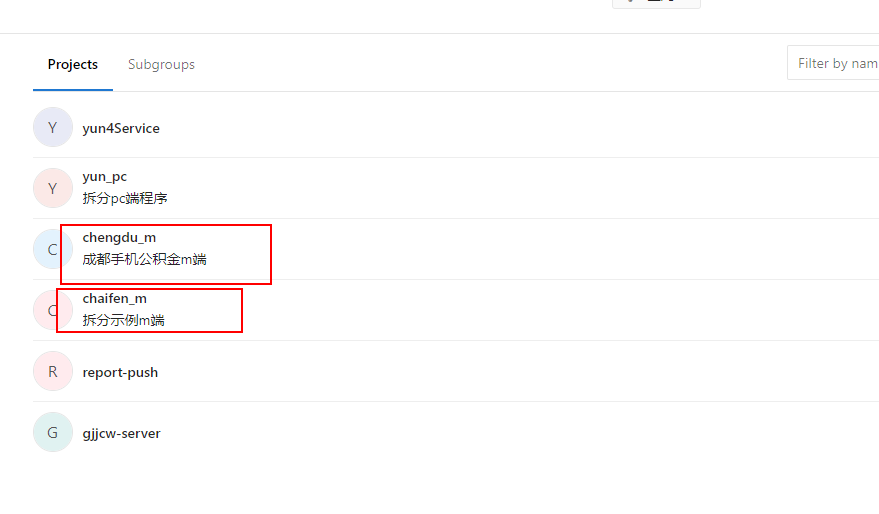 Projects
Subgroups
Filter by nam
Y
yun4Service
Y
yun_pc
拆分pc端程序
C
chengdu_m
成都手机公积金m端
C
chaifen_m
拆分示例m端
R
report-push
G
gjjcw-server